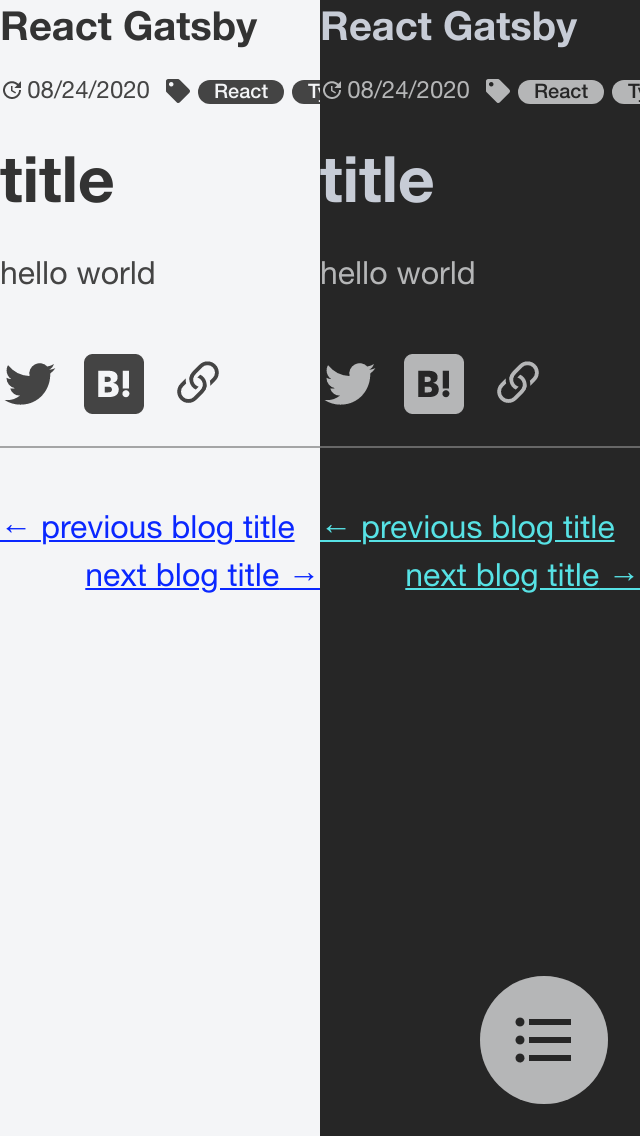 React Gatsby
08/24/2020 React
title
hello world
B!
← previous blog title
next blog title →
React Gatsby
08/24/2020 React
title
hello world
B!
← previous blog title
next blog title →